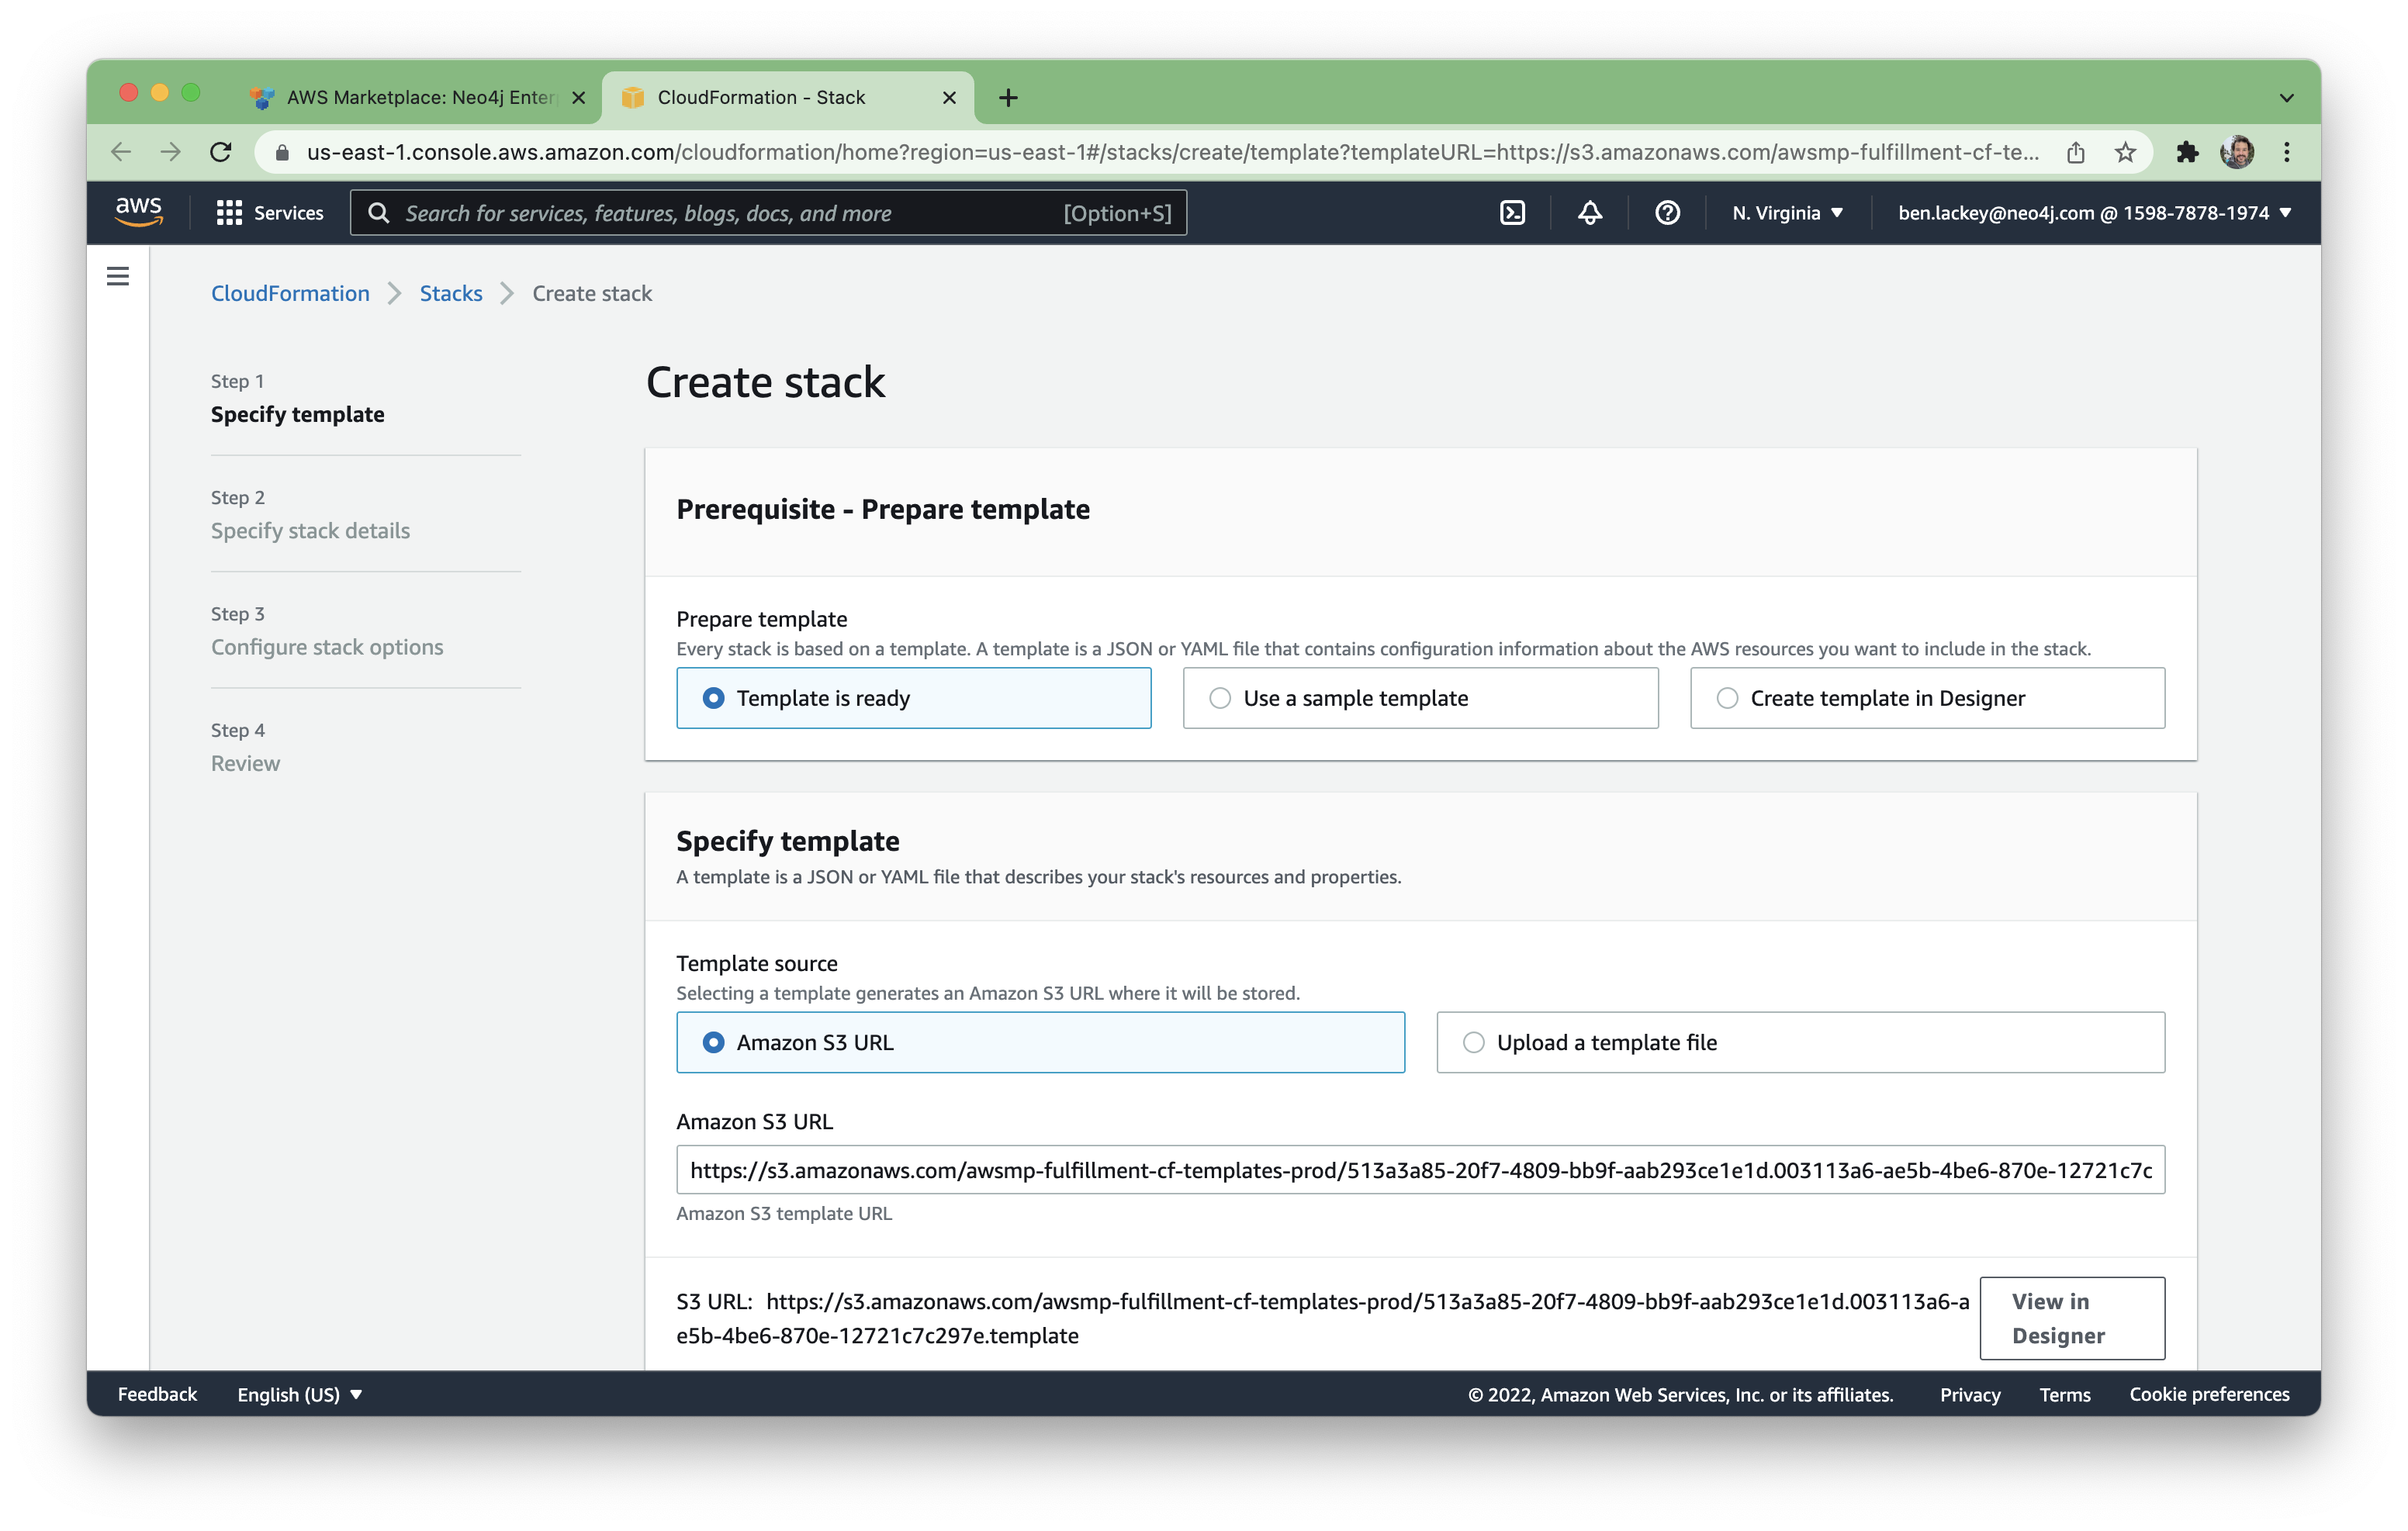 AWS Marketplace: Neo4j Enter
CloudFormation - Stack
us-east-1.console.aws.amazon.com/cloudformation/home?region=us-east-1#/stacks/create/template?templateURL=https://s3.amazonaws.com/awsmp-fulfillment-cf-te...
aws
Services
Search for services, features, blogs, docs, and more
[Option+S]
N. Virginia
ben.lackey@neo4j.com @ 1598-7878-1974
CloudFormation
Stacks
Create stack
Step 1
Specify template
Step 2
Specify stack details
Step 3
Configure stack options
Step 4
Review
Create stack
Prerequisite - Prepare template
Prepare template
Every stack is based on a template. A template is a JSON or YAML file that contains configuration information about the AWS resources you want to include in the stack.
Template is ready
Use a sample template
Create template in Designer
Specify template
A template is a JSON or YAML file that describes your stack's resources and properties.
Template source
Selecting a template generates an Amazon S3 URL where it will be stored.
Amazon S3 URL
Upload a template file
Amazon S3 URL
https://s3.amazonaws.com/awsmp-fulfillment-cf-templates-prod/513a3a85-20f7-4809-bb9f-aab293ce1e1d.003113a6-ae5b-4be6-870e-12721c7c
Amazon S3 template URL
S3 URL: https://s3.amazonaws.com/awsmp-fulfillment-cf-templates-prod/513a3a85-20f7-4809-bb9f-aab293ce1e1d.003113a6-a
e5b-4be6-870e-12721c7c297e.template
View in
Designer
Feedback
English (US)
© 2022, Amazon Web Services, Inc. or its affiliates.
Privacy
Terms
Cookie preferences